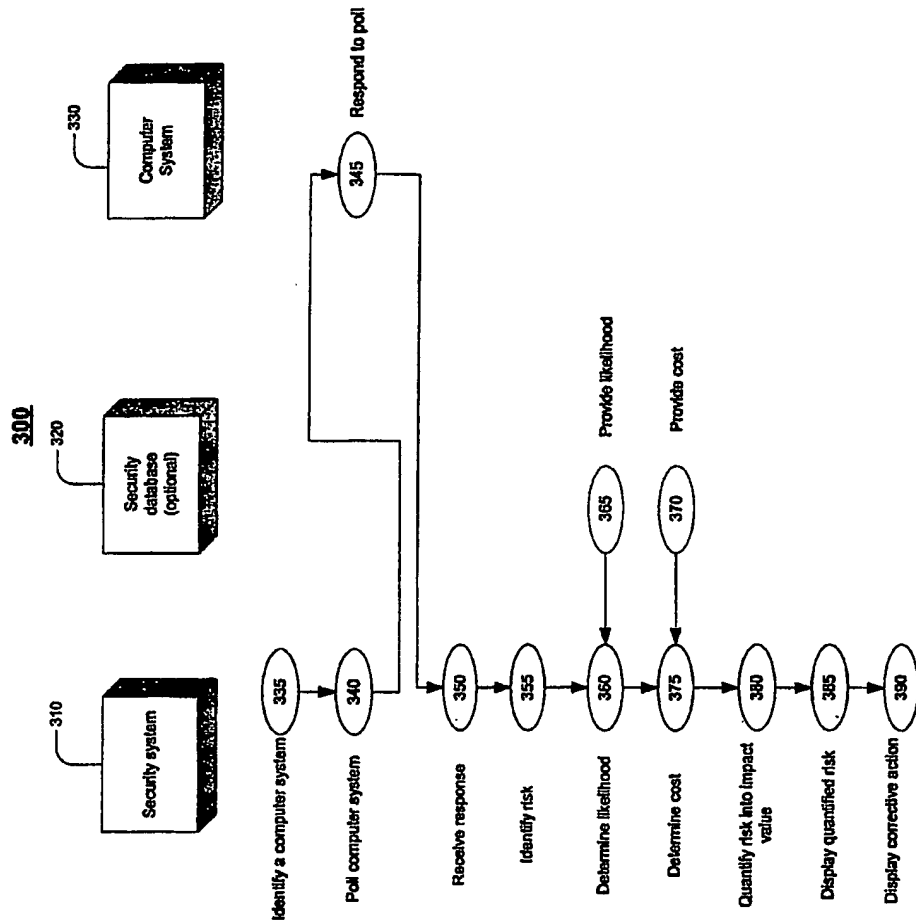 300
310
320
330
Security system
Security
database
(optional)
Computer
System
Identify a computer system
335
Poll computer system
340
345
Respond to poll
Receive response
350
Identify risk
355
Determine likelihood
360
365
Provide likelihood
Determine cost
375
370
Provide cost
Quantify risk into impact
value
380
Display quantified risk
385
Display corrective action
390